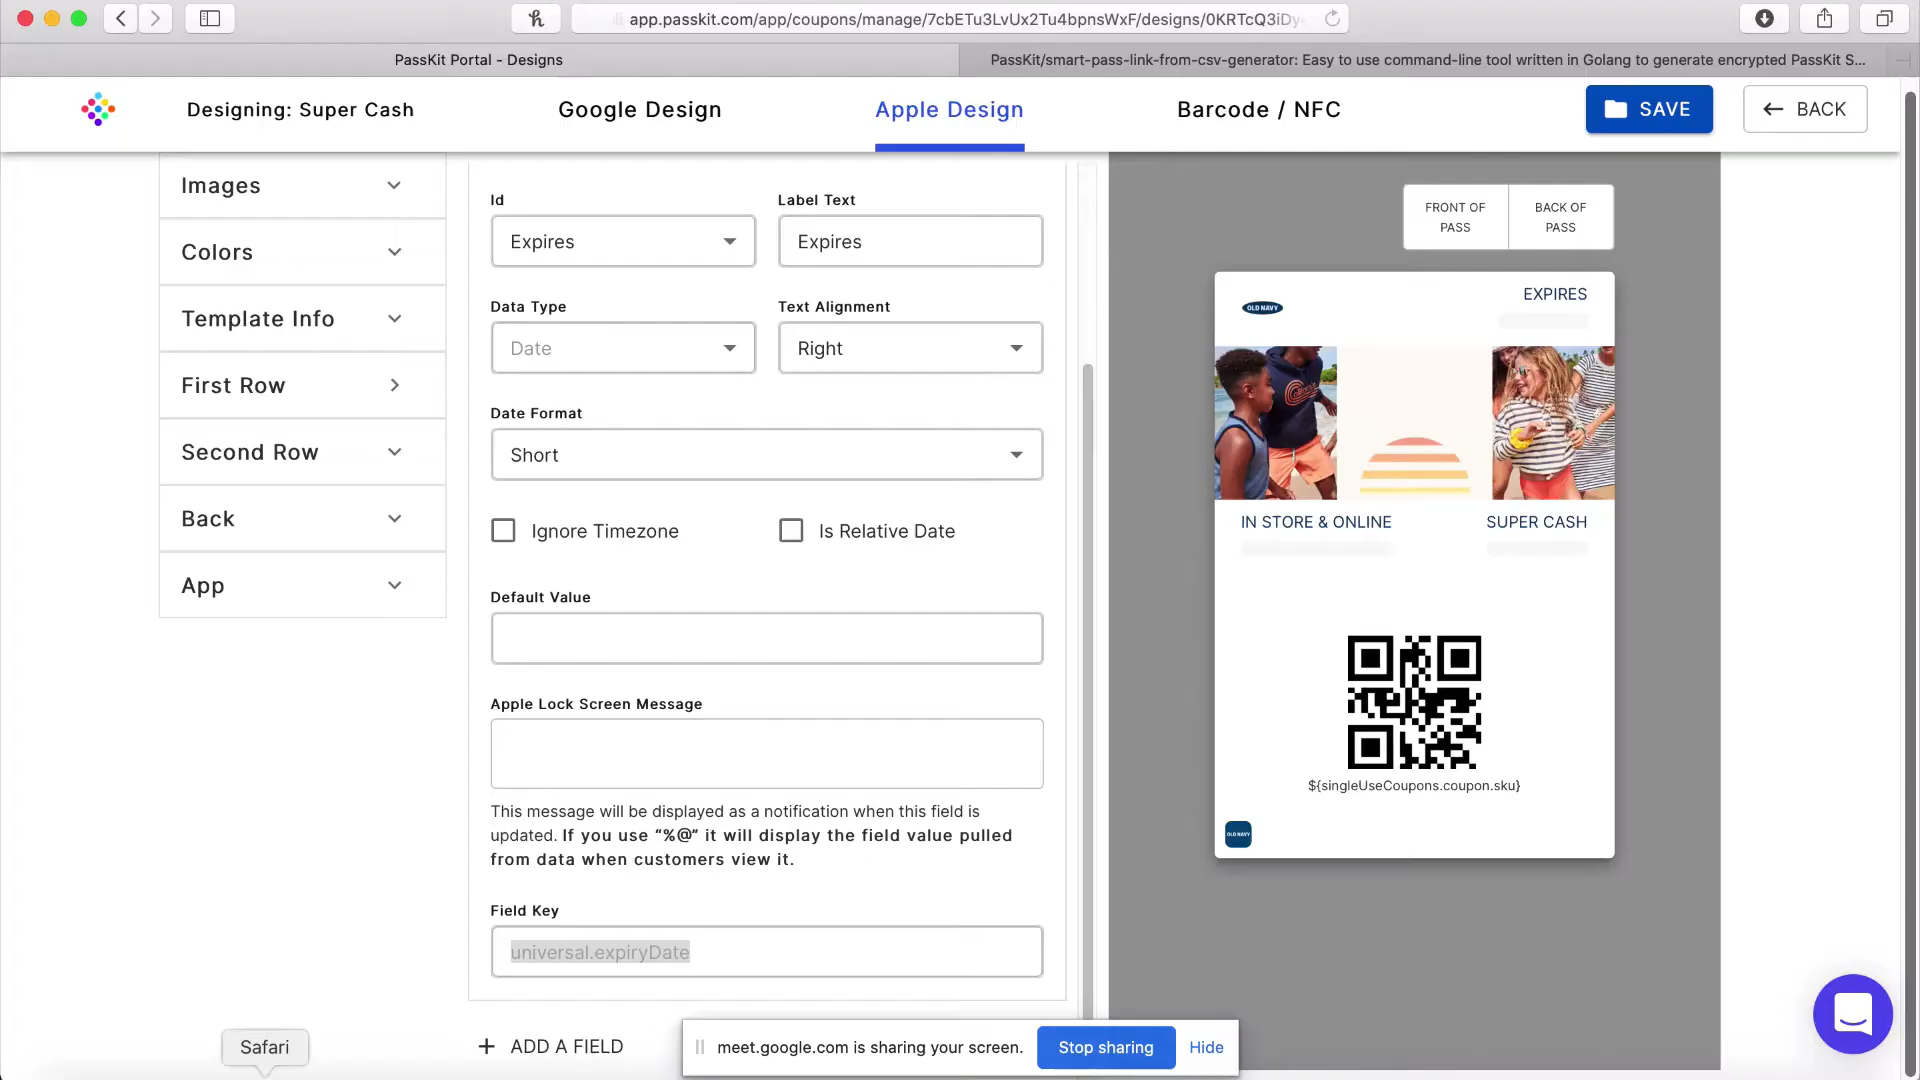 app.passkit.com/app/coupons/manage/7cbETu3LvUx2Tu4bpnsWxF/designs/0KRTcQ3iDy
PassKit Portal - Designs
PassKit/smart-pass-link-from-csv-generator: Easy to use command-line tool written in Golang to generate encrypted PassKit S...
Designing: Super Cash
Google Design
Apple Design
Barcode / NFC
SAVE
BACK
Images
Colors
Template Info
First Row
Second Row
Back
App
Id
Label Text
Expires
Expires
Data Type
Text Alignment
Date
Right
Date Format
Short
Ignore Timezone
Is Relative Date
Default Value
Apple Lock Screen Message
This message will be displayed as a notification when this field is
updated. If you use “%@” it will display the field value pulled
from data when customers view it.
Field Key
universal.expiryDate
ADD A FIELD
FRONT OF
PASS
BACK OF
PASS
OLD NAVY
EXPIRES
IN STORE & ONLINE
SUPER CASH
${singleUseCoupons.coupon.sku}
OLD NAVY
Safari
meet.google.com is sharing your screen.
Stop sharing
Hide